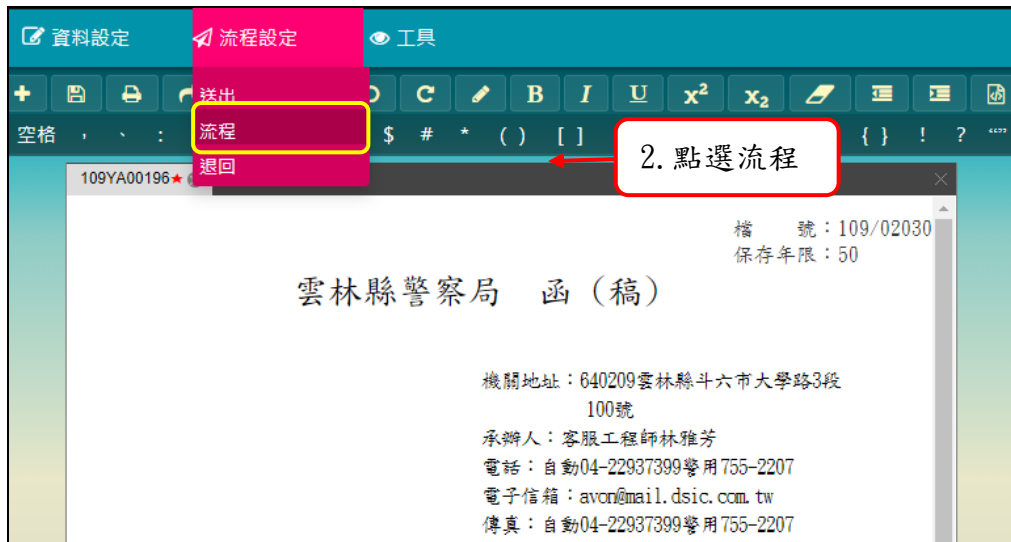 資料設定 流程設定 工具
送出 B I U x² x₂
空格 , 、 : 流程 $ # * ( ) [ ] { } ! ? “”
退回
2.點選流程
109YA00196★
檔 號：109/02030
保存年限：50
雲林縣警察局 函（稿）
機關地址：640209雲林縣斗六市大學路3段
100號
承辦人：客服工程師林雅芳
電話：自動04-22937399警用755-2207
電子信箱：avon@mail.dsic.com.tw
傳真：自動04-22937399警用755-2207